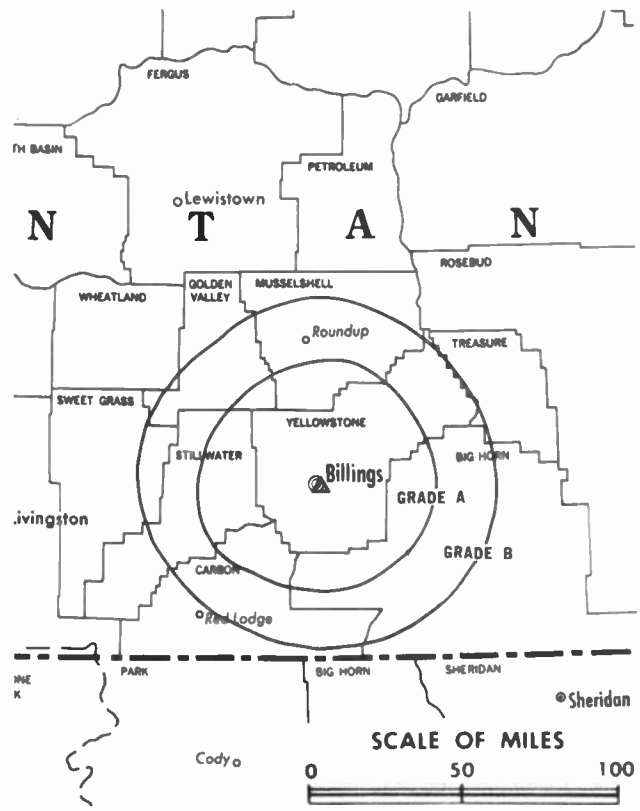 FERGUS
GARFIELD
TH BASIN
PETROLEUM
Lewistown
N T A N
ROSEBUD
WHEATLAND
GOLDEN
VALLEY
MUSSELSHELL
Roundup
TREASURE
SWEET GRASS
YELLOWSTONE
STILLWATER
BIG HORN
Billings
GRADE A
ivingston
GRADE B
CARBON
Red Lodge
PARK
BIG HORN
SHERIDAN
ONE
K
Sheridan
SCALE OF MILES
Cody
0 50 100